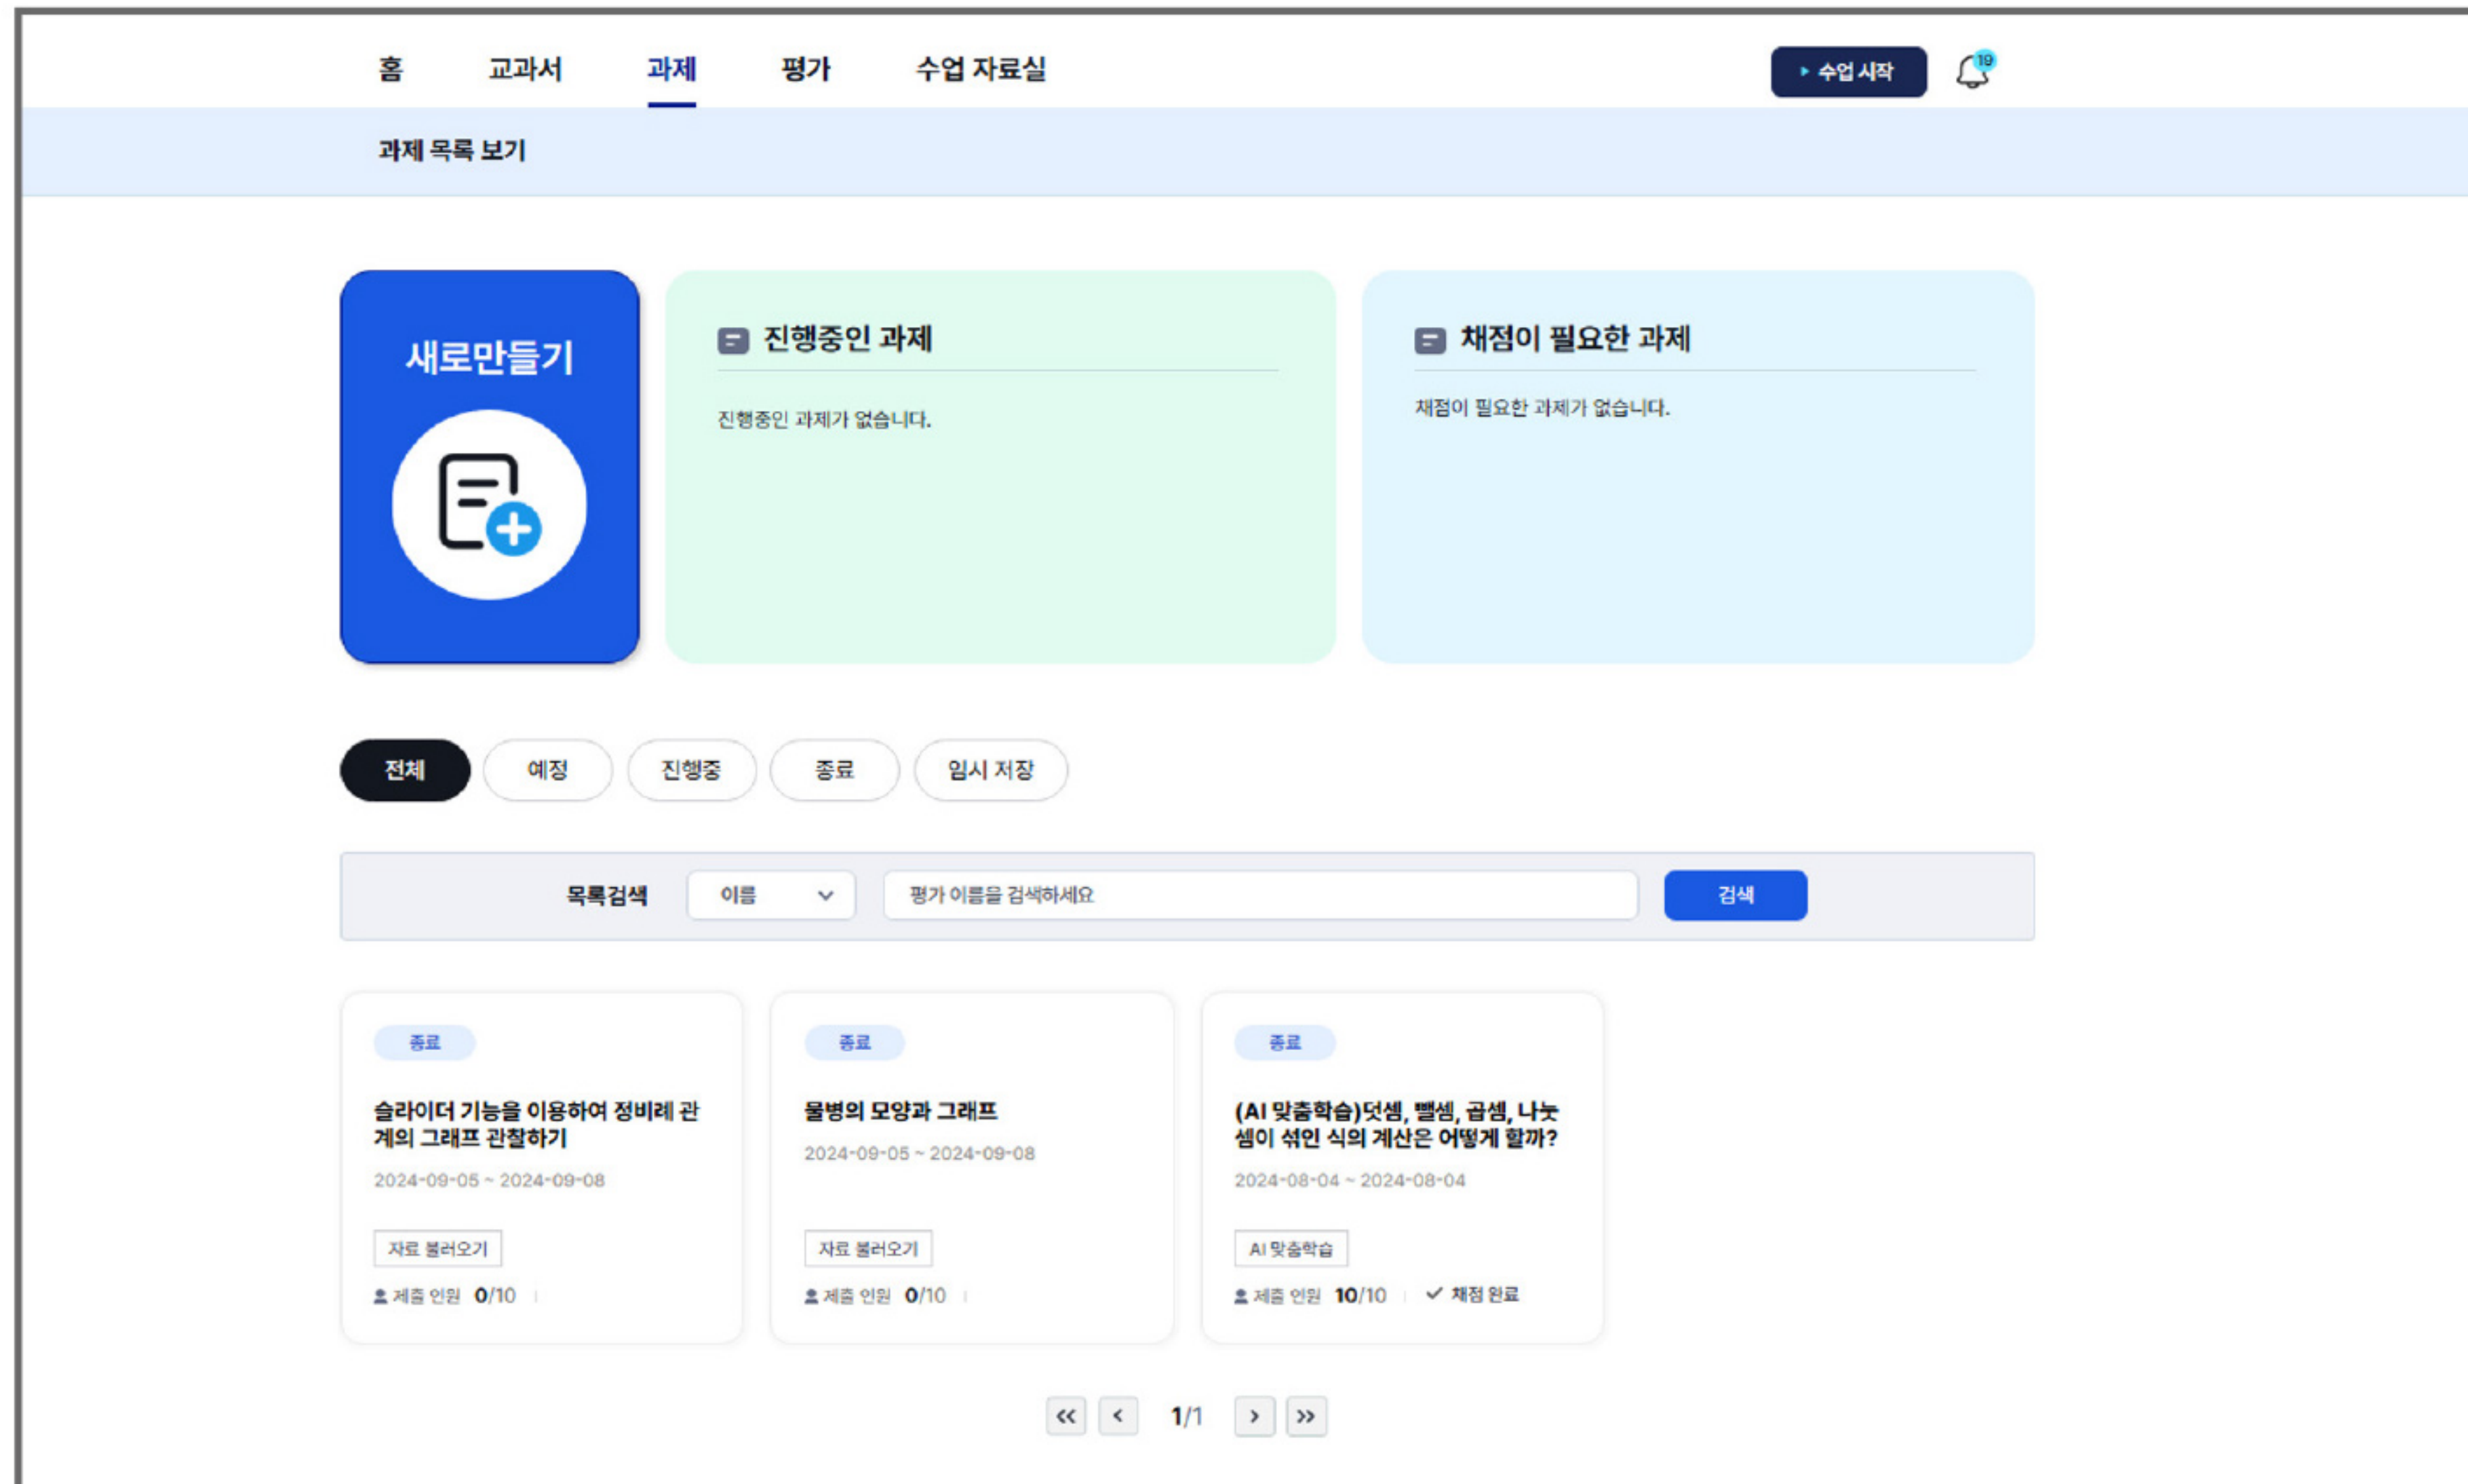 홈 교과서 과제 평가 수업 자료실 수업 시작 19
과제 목록 보기
새로만들기
진행중인 과제
진행중인 과제가 없습니다.
채점이 필요한 과제
채점이 필요한 과제가 없습니다.
전체 예정 진행중 종료 임시 저장
목록검색 이름 평가 이름을 검색하세요 검색
종료
슬라이더 기능을 이용하여 정비례 관
계의 그래프 관찰하기
2024-09-05 ~ 2024-09-08
자료 불러오기
제출 인원 0/10
종료
물병의 모양과 그래프
2024-09-05 ~ 2024-09-08
자료 불러오기
제출 인원 0/10
종료
(AI 맞춤학습)덧셈, 뺄셈, 곱셈, 나눗
셈이 섞인 식의 계산은 어떻게 할까?
2024-08-04 ~ 2024-08-04
AI 맞춤학습
제출 인원 10/10 채점 완료
1/1